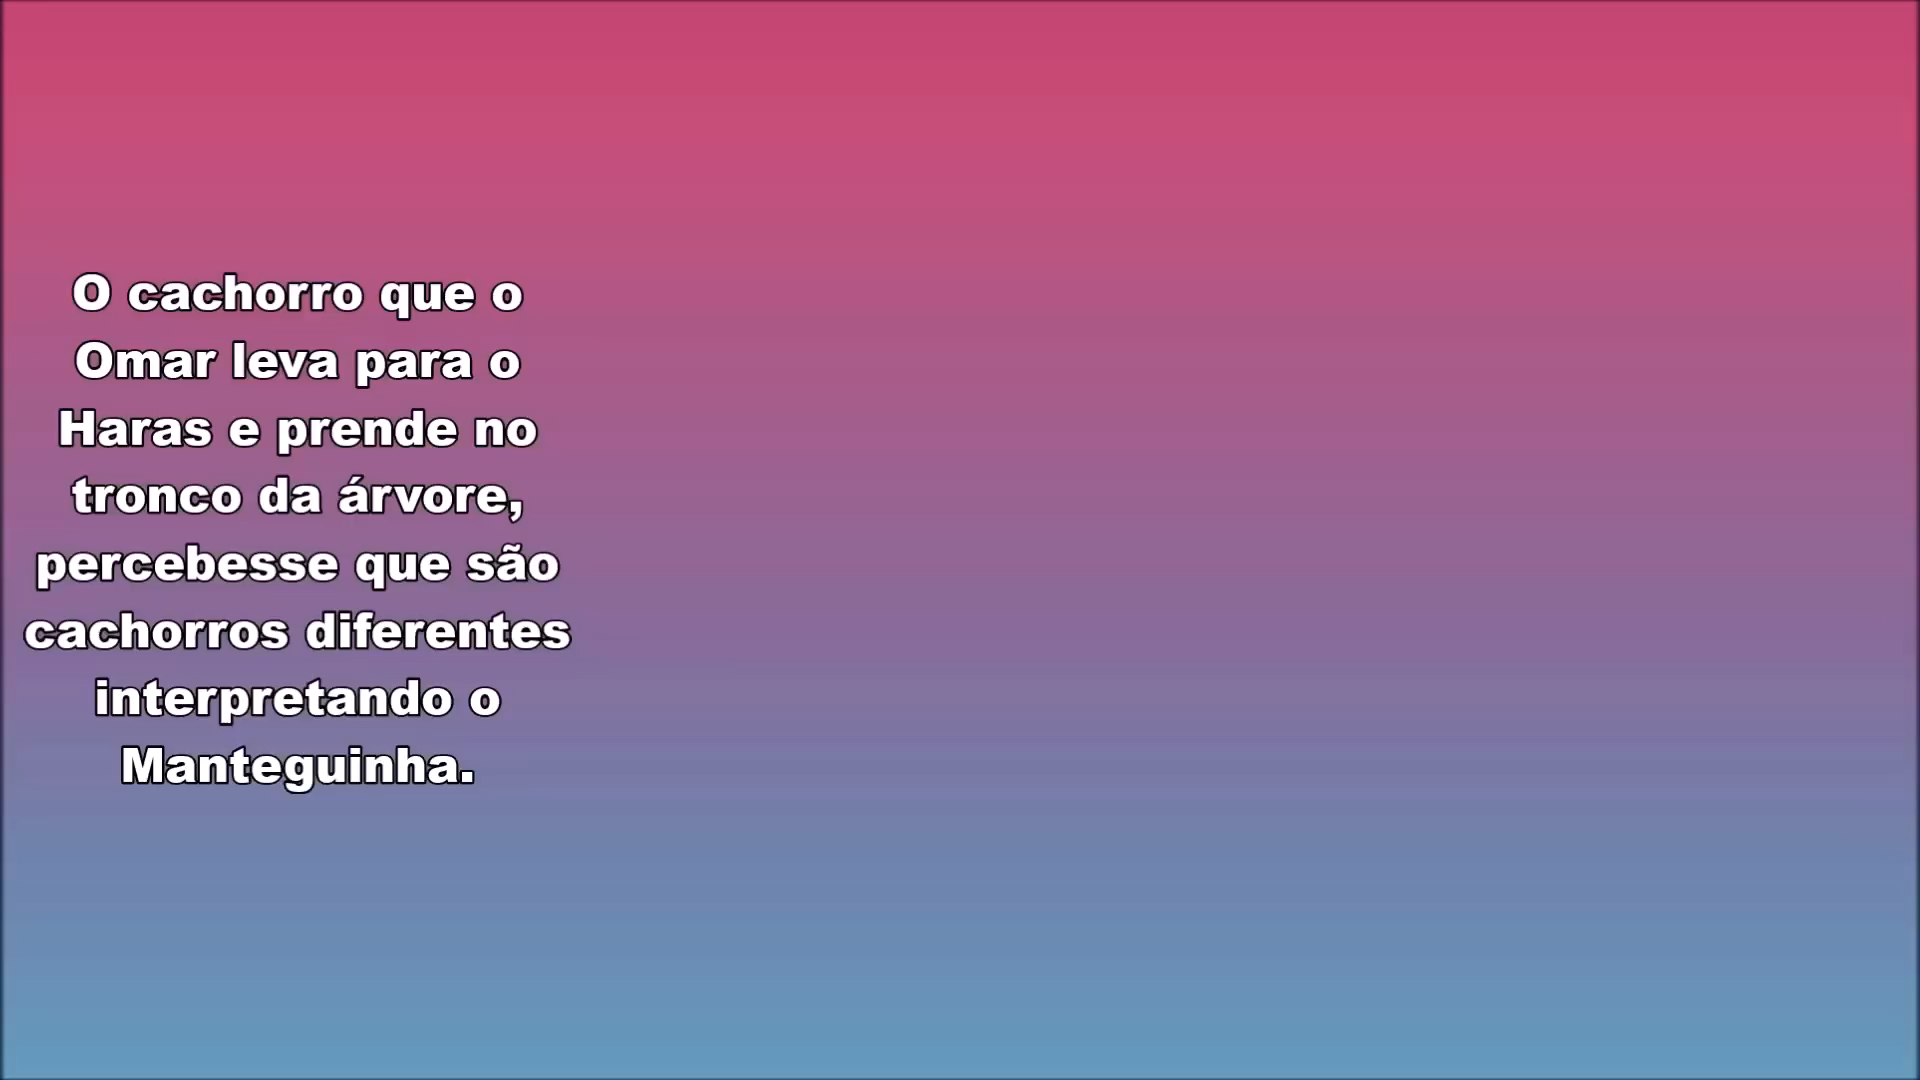 O cachorro que o
Omar leva para o
Haras e prende no
tronco da árvore,
percebesse que são
cachorros diferentes
interpretando o
Manteguinha.